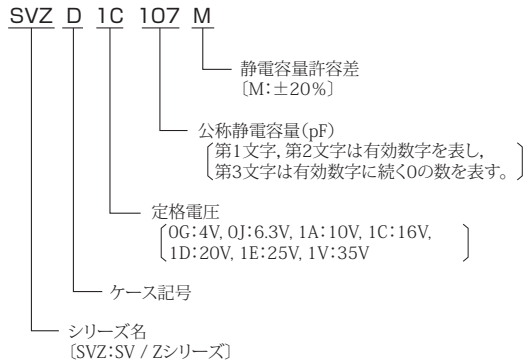 SVZ D 1C 107 M
静電容量許容差
〔M：±20%〕
公称静電容量（pF）
第1文字，第2文字は有効数字を表し，
第3文字は有効数字に続く0の数を表す。
定格電圧
0G：4V, 0J：6.3V, 1A：10V, 1C：16V,
1D：20V, 1E：25V, 1V：35V
ケース記号
シリーズ名
〔SVZ：SV / Zシリーズ〕